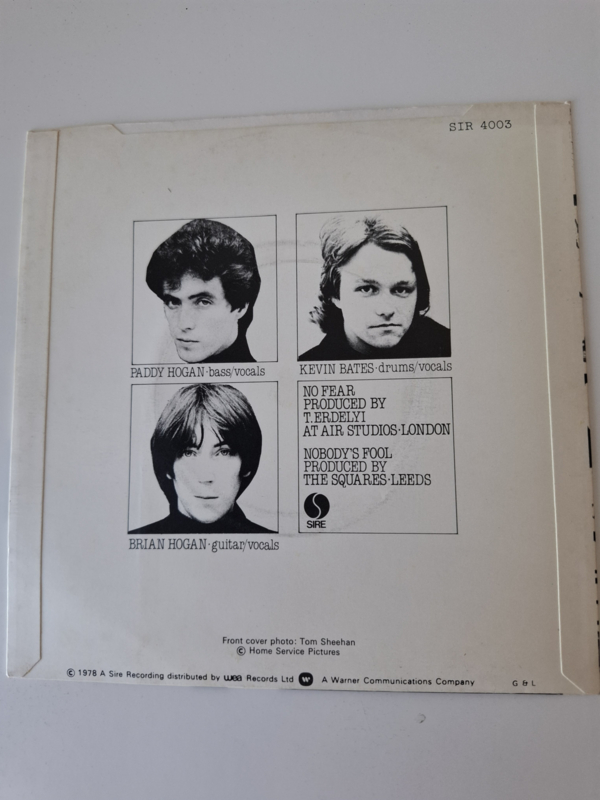 SIR 4003
PADDY HOGAN·bass/vocals
KEVIN BATES·drums/vocals
BRIAN HOGAN·guitar/vocals
NO FEAR
PRODUCED BY
T.ERDELYI
AT AIR STUDIOS·LONDON
NOBODY'S FOOL
PRODUCED BY
THE SQUARES·LEEDS
SIRE
Front cover photo: Tom Sheehan
© Home Service Pictures
© 1978 A Sire Recording distributed by wea Records Ltd W A Warner Communications Company
G & L